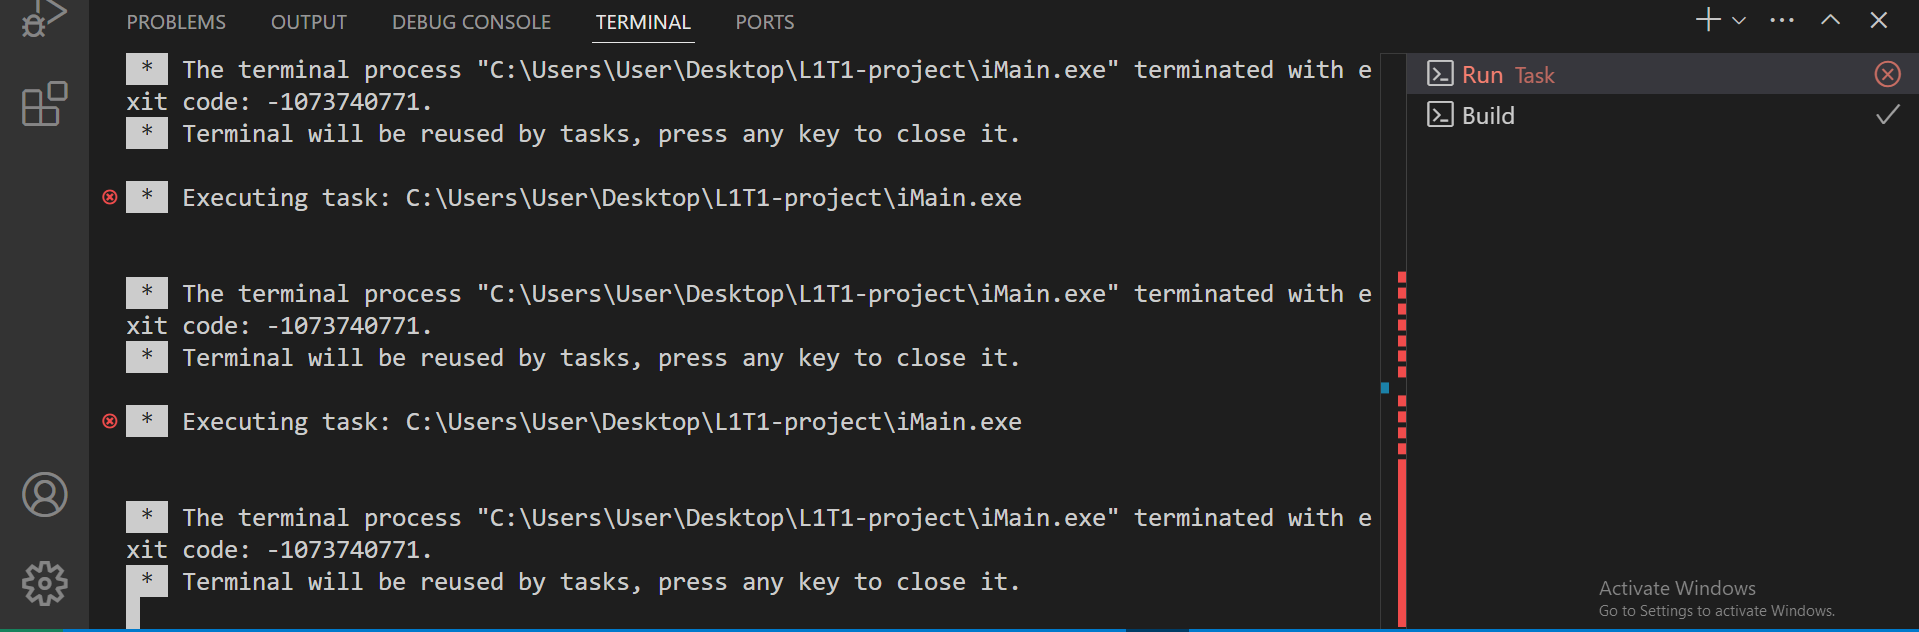 PROBLEMS OUTPUT DEBUG CONSOLE TERMINAL PORTS
* The terminal process "C:\Users\User\Desktop\L1T1-project\iMain.exe" terminated with e
xit code: -1073740771.
* Terminal will be reused by tasks, press any key to close it.
* Executing task: C:\Users\User\Desktop\L1T1-project\iMain.exe
* The terminal process "C:\Users\User\Desktop\L1T1-project\iMain.exe" terminated with e
xit code: -1073740771.
* Terminal will be reused by tasks, press any key to close it.
* Executing task: C:\Users\User\Desktop\L1T1-project\iMain.exe
* The terminal process "C:\Users\User\Desktop\L1T1-project\iMain.exe" terminated with e
xit code: -1073740771.
* Terminal will be reused by tasks, press any key to close it.
Run Task
Build
Activate Windows
Go to Settings to activate Windows.